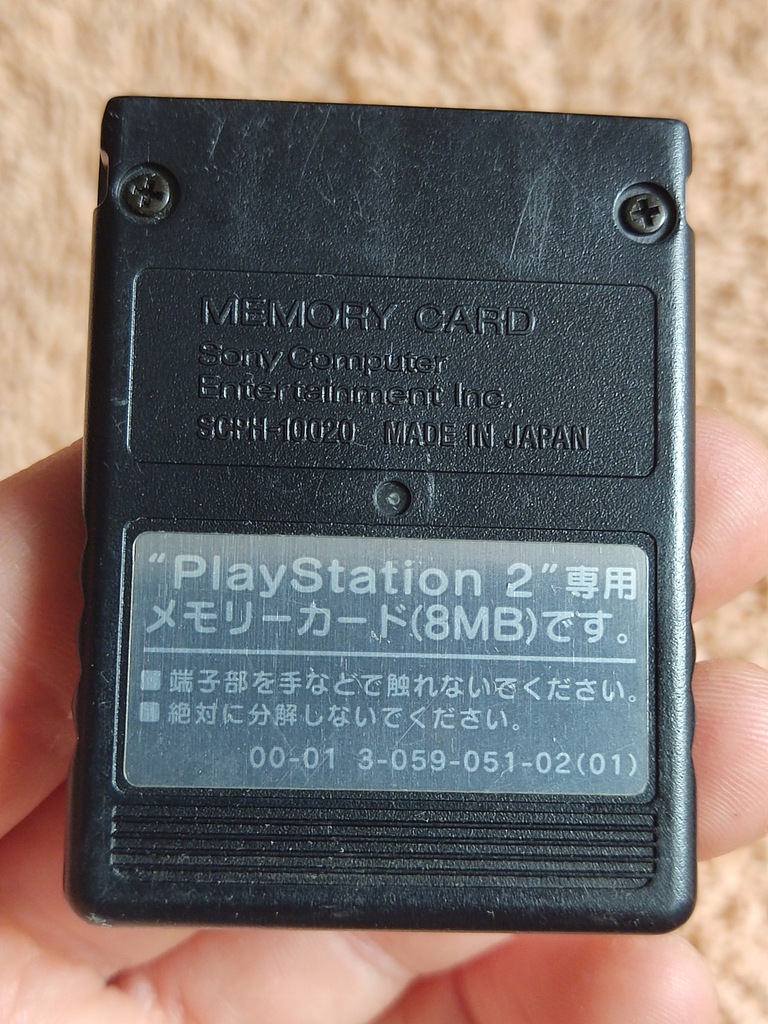 MEMORY CARD
Sony Computer
Entertainment Inc.
SCPH-10020 MADE IN JAPAN
“PlayStation 2”専用
メモリーカード(8MB)です。
■ 端子部を手などで触れないでください。
■ 絶対に分解しないでください。
00-01 3-059-051-02(01)